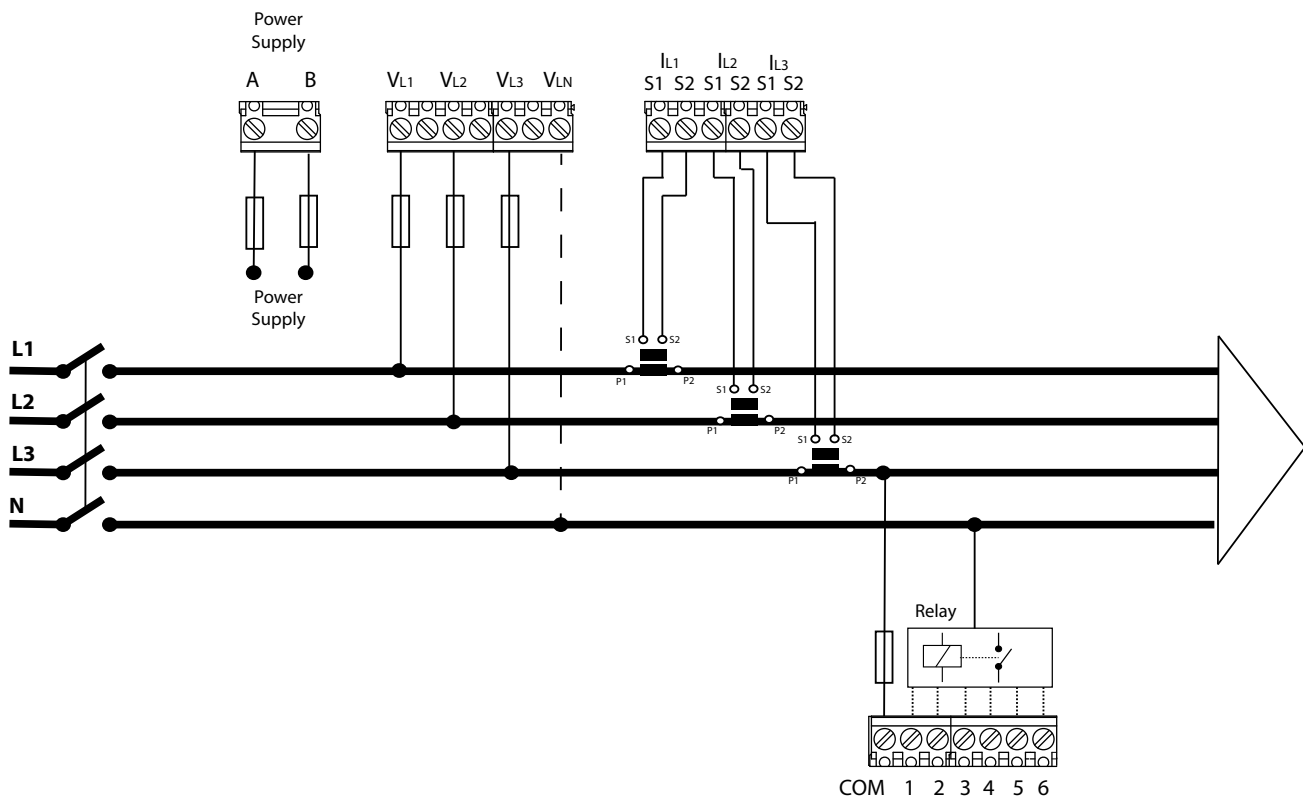 Power
Supply
A B
VL1 VL2 VL3 VLN
IL1 IL2 IL3
S1 S2 S1 S2 S1 S2
Power
Supply
L1
S1 S2
P1 P2
L2
S1 S2
P1 P2
L3
S1 S2
P1 P2
N
Relay
COM 1 2 3 4 5 6